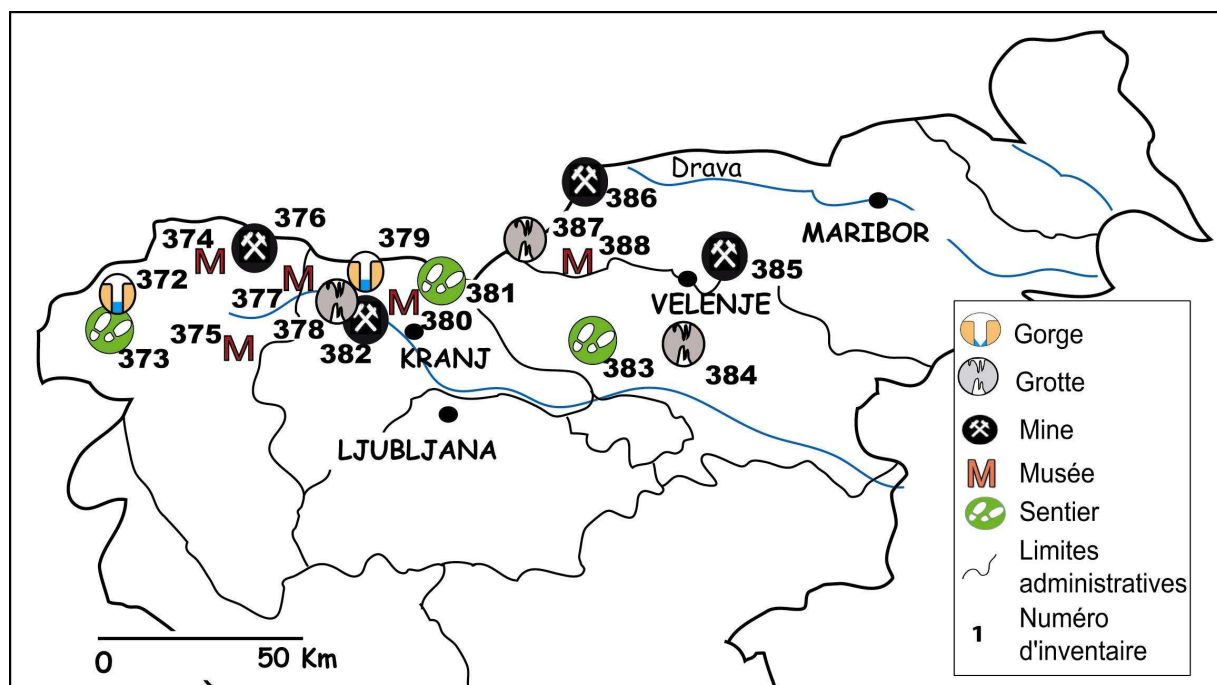 Drava
386
376
387
374
379
388
MARIBOR
372
385
381
377
VELENJE
380
375
378
373
382
KRANJ
383
384
LJUBLJANA
0
50 Km
Gorge
Grotte
Mine
M
Musée
Sentier
Limites
administratives
1
Numéro
d'inventaire
M
M
M
M
M